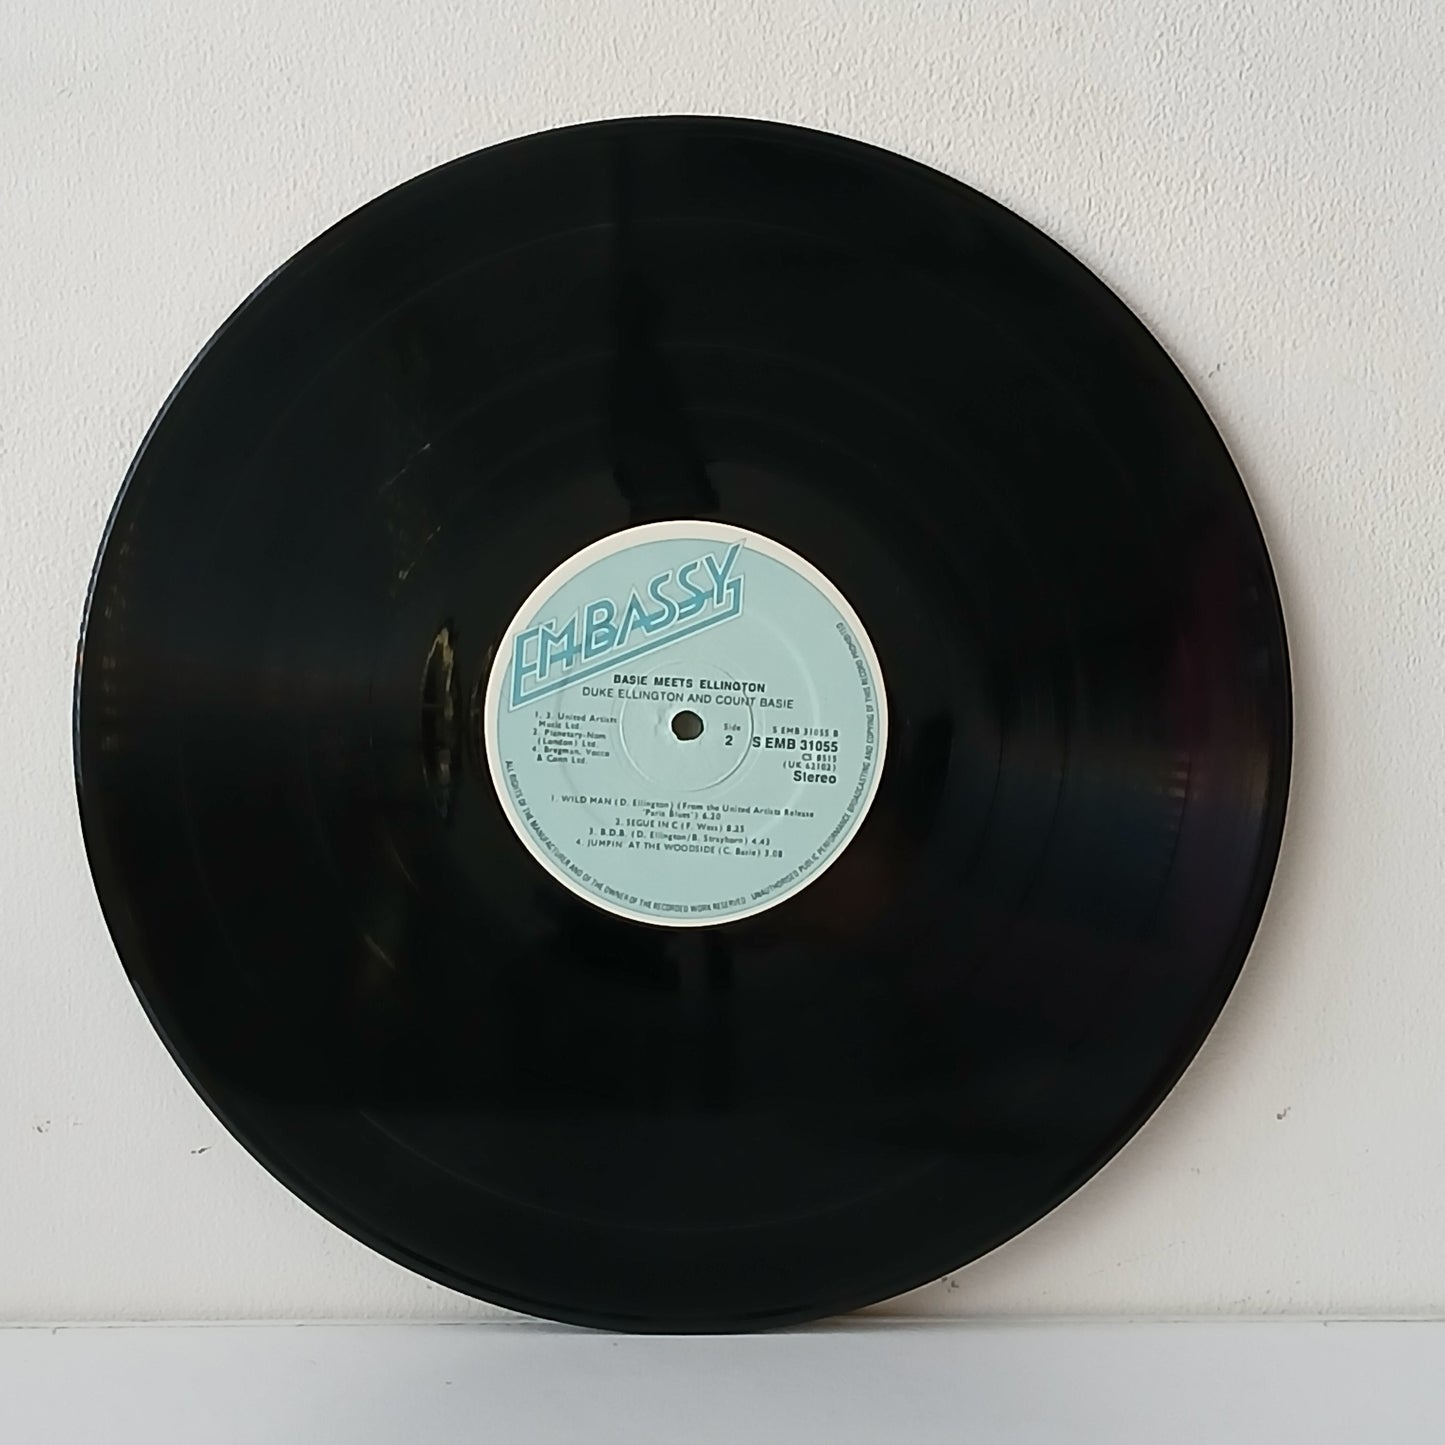 EMBASSY
BASIE MEETS ELLINGTON
DUKE ELLINGTON AND COUNT BASIE
1. 3. United Artists
Music Ltd.
2. Planetary-Nom
(London) Ltd.
4. Bregman, Vocco
& Conn Ltd.
Side
2
S EMB 31055 B
S EMB 31055
CS 8515
(UK 62102)
Stereo
1. WILD MAN (D. Ellington) (From the United Artists Release
'Paris Blues') 6.20
2. SEGUE IN C (F. Wess) 8.25
3. B.D.B. (D. Ellington/B. Strayhorn) 4.43
4. JUMPIN' AT THE WOODSIDE (C. Basie) 3.08
ALL RIGHTS OF THE MANUFACTURER AND OF THE OWNER OF THE RECORDED WORK RESERVED UNAUTHORISED PUBLIC PERFORMANCE BROADCASTING AND COPYING OF THIS RECORD PROHIBITED